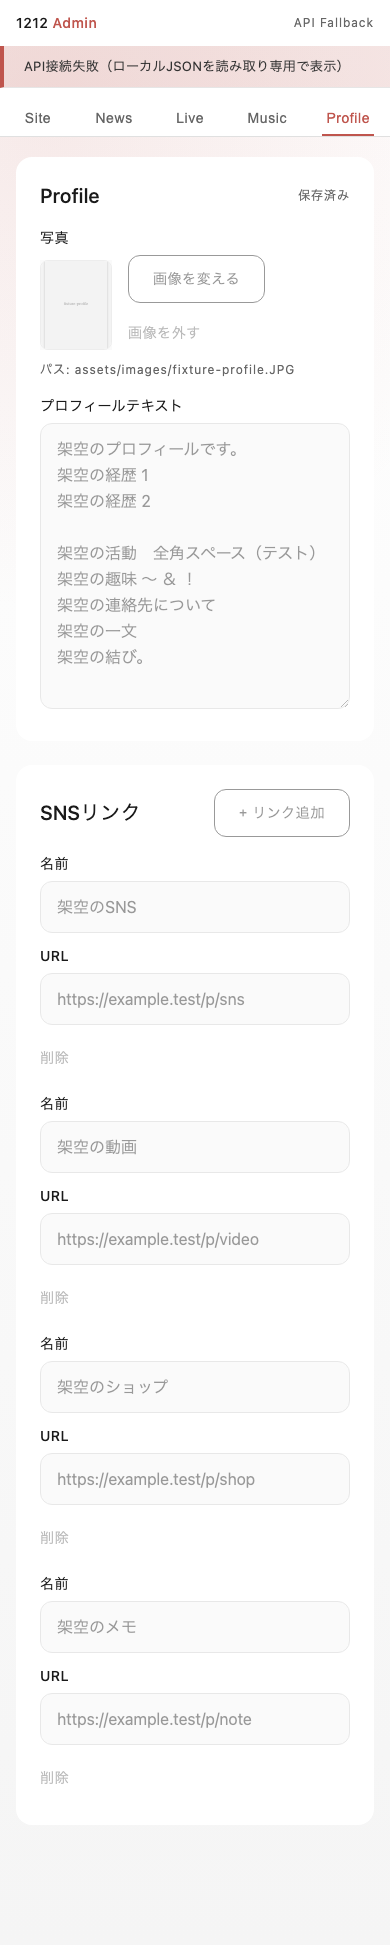 1212 Admin
API Fallback
API接続失敗（ローカルJSONを読み取り専用で表示）
Site
News
Live
Music
Profile
Profile
保存済み
写真
fixture-profile
画像を変える
画像を外す
パス: assets/images/fixture-profile.JPG
プロフィールテキスト
架空のプロフィールです。
架空の経歴 1
架空の経歴 2
架空の活動　全角スペース（テスト）
架空の趣味 〜 & ！
架空の連絡先について
架空の一文
架空の結び。
SNSリンク
+ リンク追加
名前
架空のSNS
URL
https://example.test/p/sns
削除
名前
架空の動画
URL
https://example.test/p/video
削除
名前
架空のショップ
URL
https://example.test/p/shop
削除
名前
架空のメモ
URL
https://example.test/p/note
削除